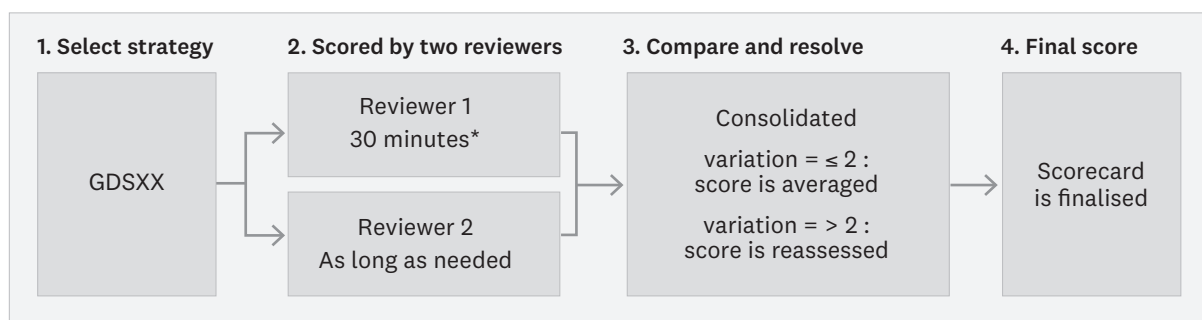 1. Select strategy
GDSXX
2. Scored by two reviewers
Reviewer 1
30 minutes*
Reviewer 2
As long as needed
3. Compare and resolve
Consolidated
variation = ≤ 2 :
score is averaged
variation = > 2 :
score is reassessed
4. Final score
Scorecard
is finalised